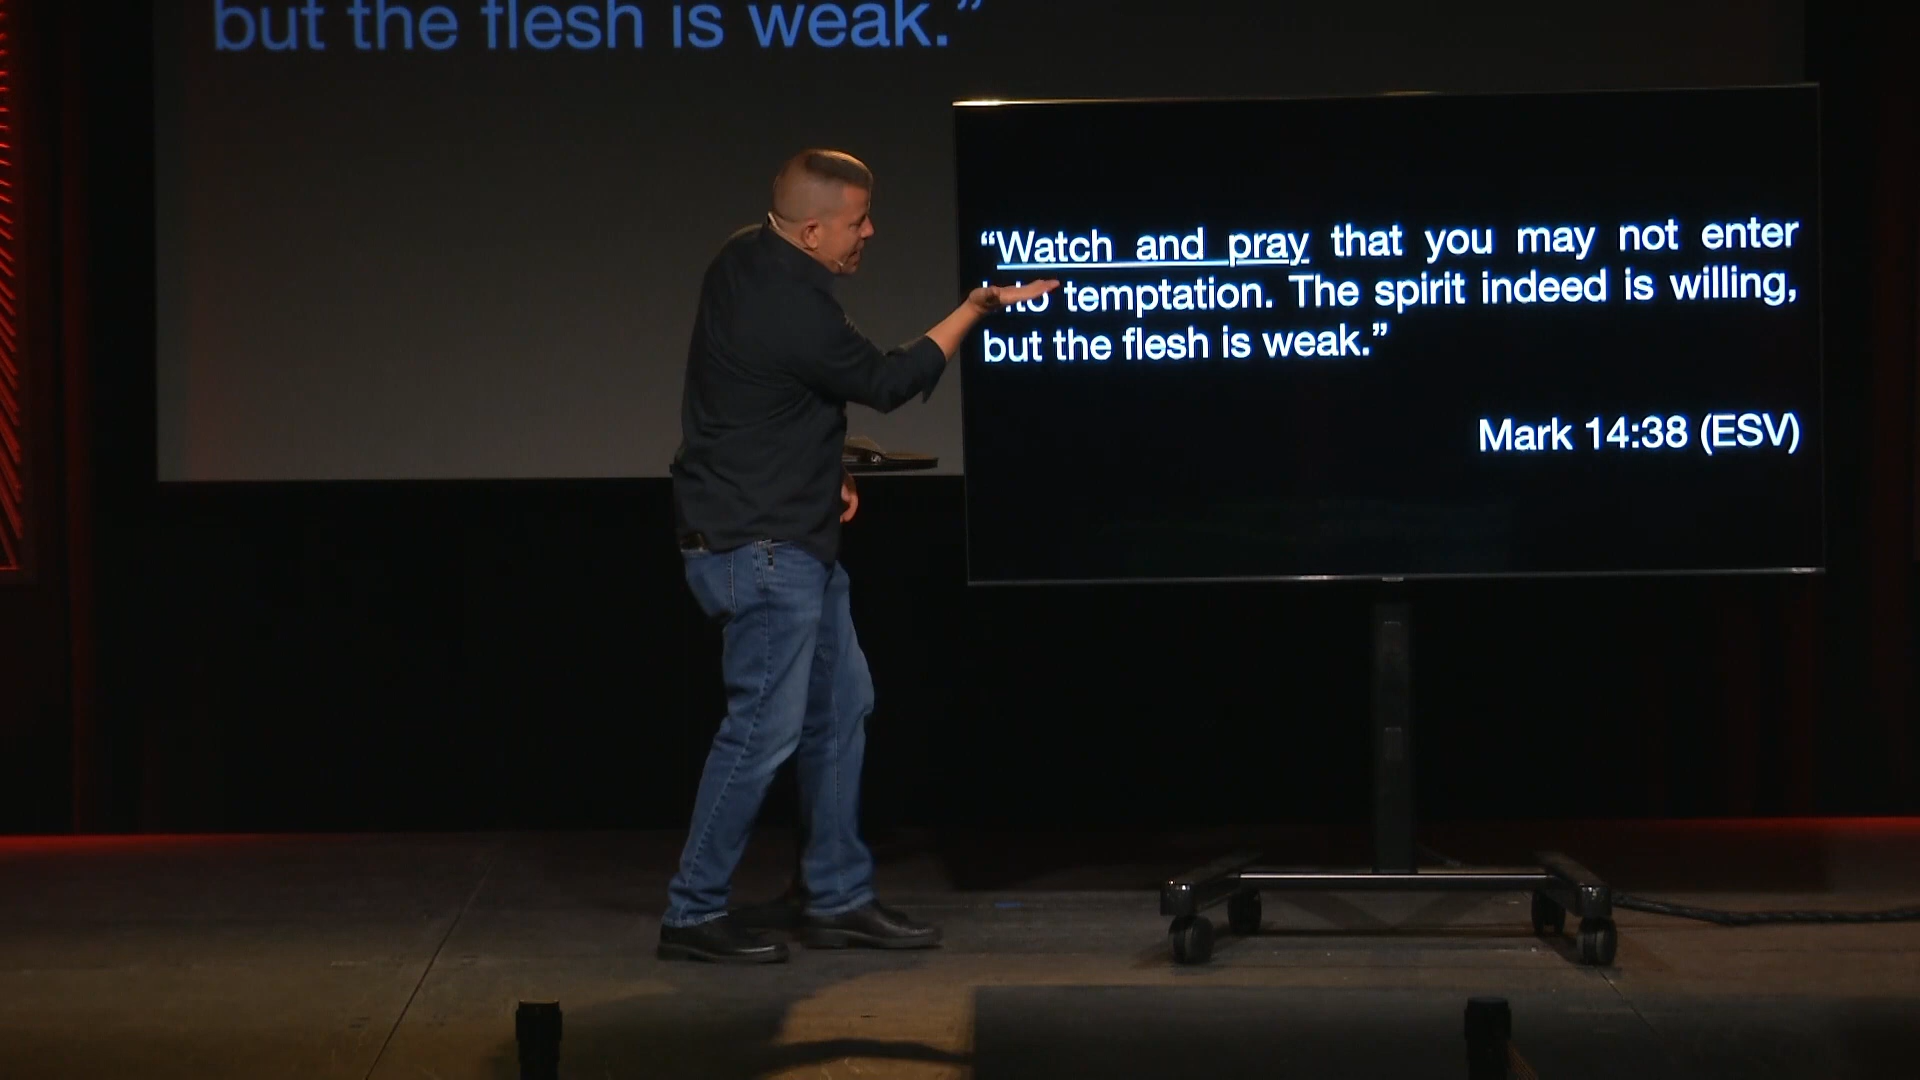 but the flesh is weak.”
“Watch and pray that you may not enter
into temptation. The spirit indeed is willing,
but the flesh is weak.”
Mark 14:38 (ESV)